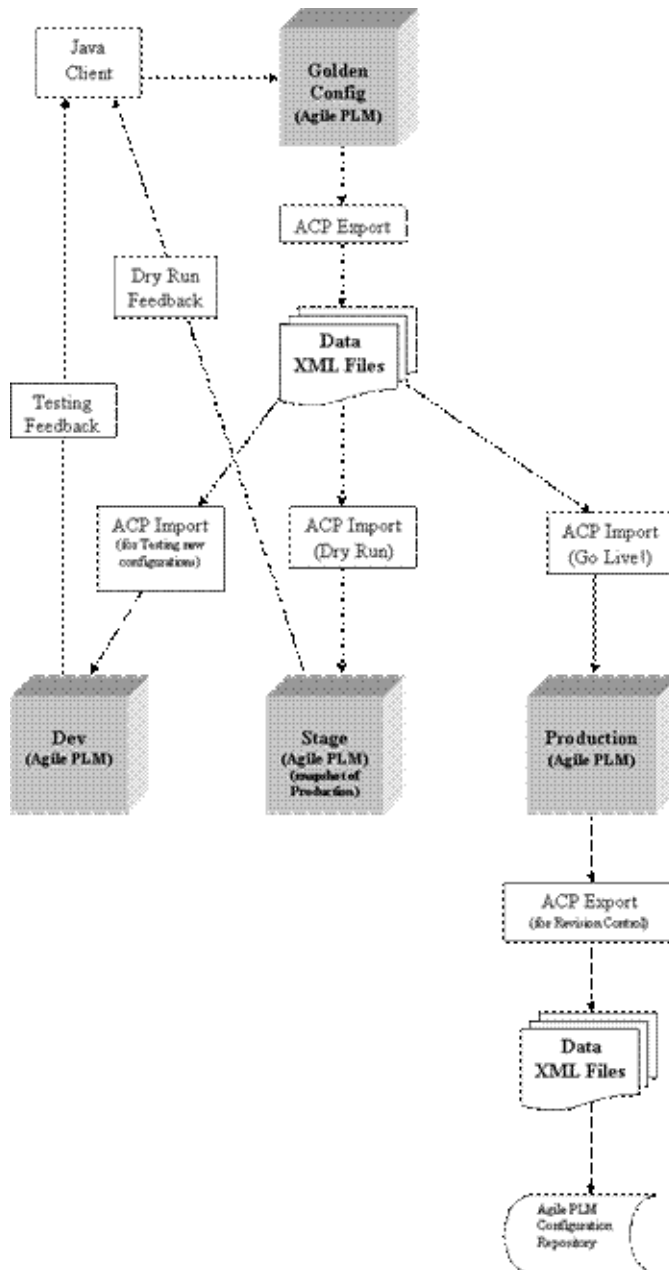 Java
Client
Golden
Config
(Agile PLM)
ACP Export
Dry Run
Feedback
Data
XML Files
Testing
Feedback
ACP Import
(for Testing new
configurations)
ACP Import
(Dry Run)
ACP Import
(Go Live!)
Dev
(Agile PLM)
Stage
(Agile PLM)
(snapshot of
Production)
Production
(Agile PLM)
ACP Export
(for Revision Control)
Data
XML Files
Agile PLM
Configuration
Repository